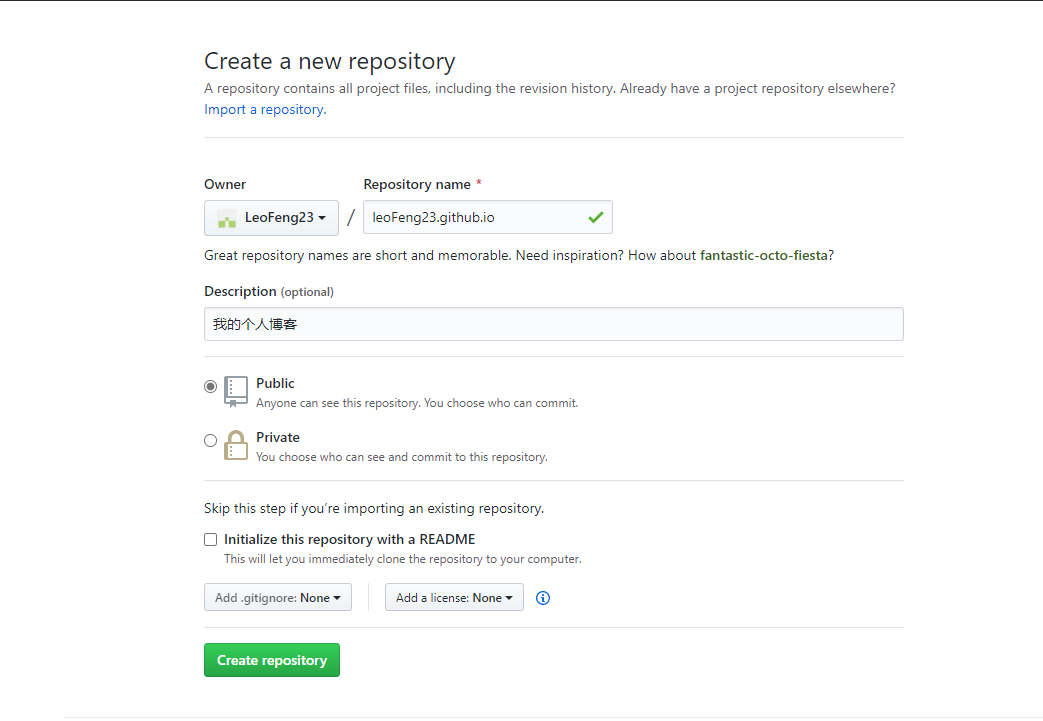 Create a new repository
A repository contains all project files, including the revision history. Already have a project repository elsewhere?
Import a repository.
Owner
Repository name *
LeoFeng23
/
leoFeng23.github.io
Great repository names are short and memorable. Need inspiration? How about fantastic-octo-fiesta?
Description (optional)
我的个人博客
Public
Anyone can see this repository. You choose who can commit.
Private
You choose who can see and commit to this repository.
Skip this step if you’re importing an existing repository.
Initialize this repository with a README
This will let you immediately clone the repository to your computer.
Add .gitignore: None
Add a license: None
Create repository